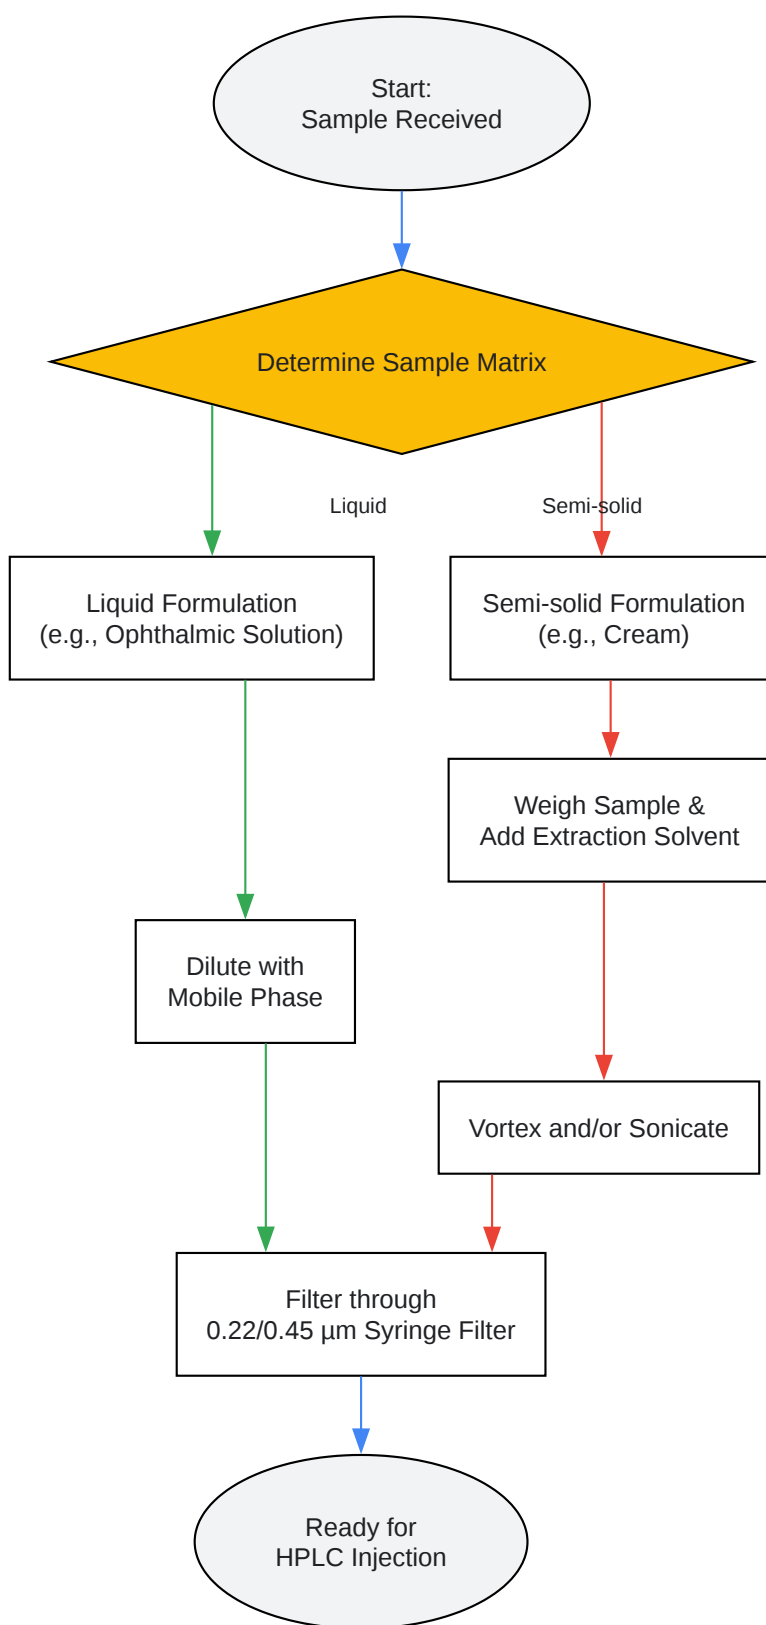 Start:
Sample Received
Determine Sample Matrix
Liquid
Semi-solid
Liquid Formulation
(e.g., Ophthalmic Solution)
Semi-solid Formulation
(e.g., Cream)
Weigh Sample &
Add Extraction Solvent
Dilute with
Mobile Phase
Vortex and/or Sonicate
Filter through
0.22/0.45 µm Syringe Filter
Ready for
HPLC Injection